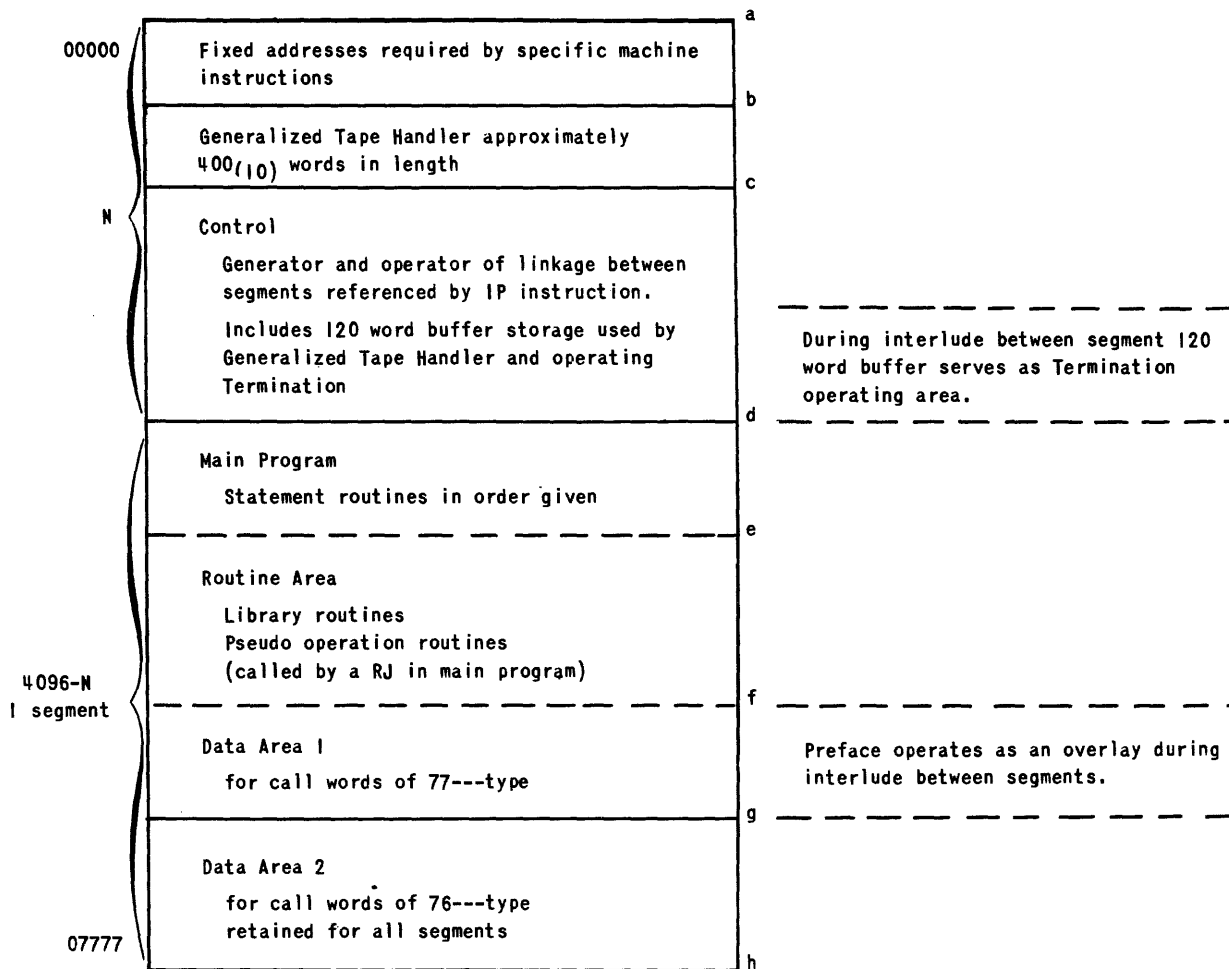 a
00000
Fixed addresses required by specific machine
instructions
b
Generalized Tape Handler approximately
400(10) words in length
c
N
Control
Generator and operator of linkage between
segments referenced by IP instruction.
Includes 120 word buffer storage used by
Generalized Tape Handler and operating
Termination
During interlude between segment 120
word buffer serves as Termination
operating area.
d
Main Program
Statement routines in order given
e
Routine Area
Library routines
Pseudo operation routines
(called by a RJ in main program)
4096-N
1 segment
f
Data Area 1
for call words of 77---type
Preface operates as an overlay during
interlude between segments.
g
Data Area 2
for call words of 76---type
retained for all segments
07777
h